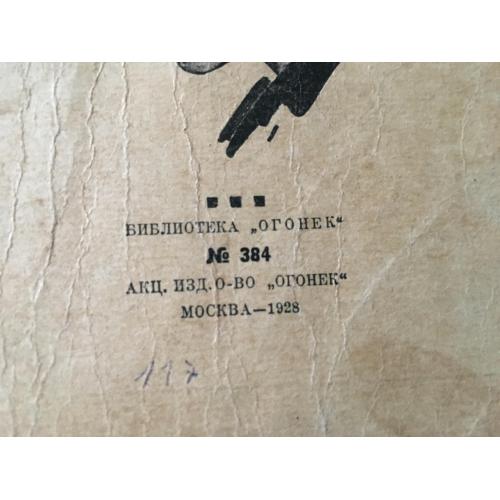 БИБЛИОТЕКА „ОГОНЕК“
№ 384
АКЦ. ИЗД. О-ВО „ОГОНЕК“
МОСКВА—1928
117